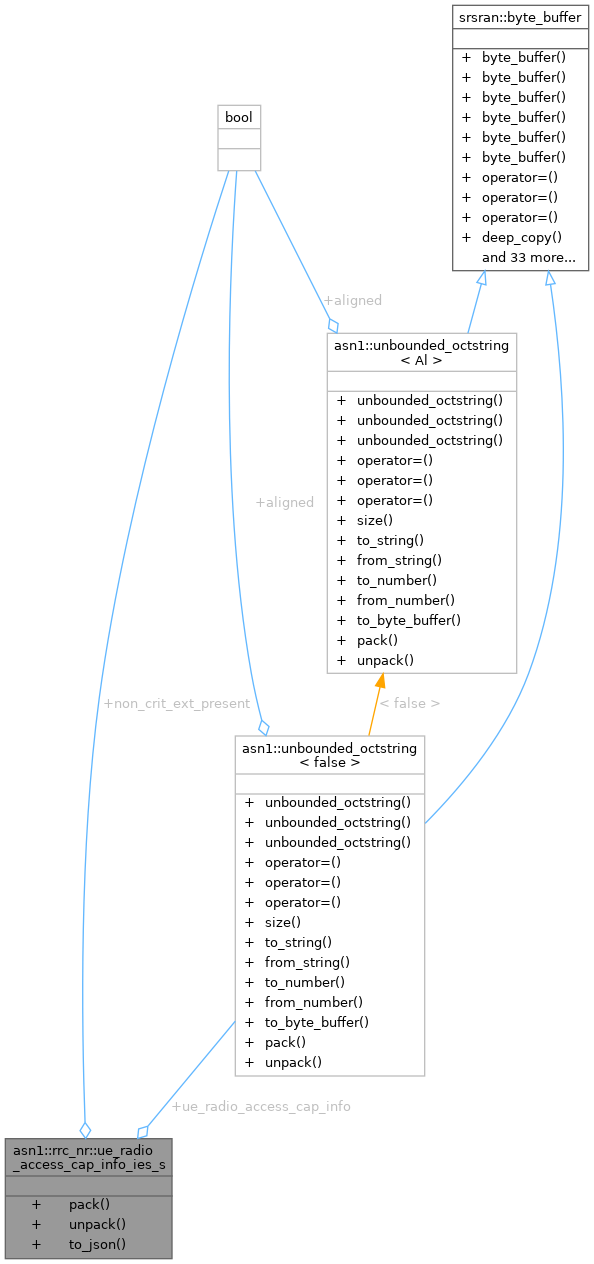 srsran::byte_buffer
+ byte_buffer()
+ byte_buffer()
+ byte_buffer()
+ byte_buffer()
+ byte_buffer()
+ byte_buffer()
+ operator=()
+ operator=()
+ operator=()
+ deep_copy()
and 33 more...
bool
+aligned
asn1::unbounded_octstring
< Al >
+ unbounded_octstring()
+ unbounded_octstring()
+ unbounded_octstring()
+ operator=()
+ operator=()
+ operator=()
+ size()
+ to_string()
+ from_string()
+ to_number()
+ from_number()
+ to_byte_buffer()
+ pack()
+ unpack()
+aligned
+non_crit_ext_present
< false >
asn1::unbounded_octstring
< false >
+ unbounded_octstring()
+ unbounded_octstring()
+ unbounded_octstring()
+ operator=()
+ operator=()
+ operator=()
+ size()
+ to_string()
+ from_string()
+ to_number()
+ from_number()
+ to_byte_buffer()
+ pack()
+ unpack()
+ue_radio_access_cap_info
asn1::rrc_nr::ue_radio
_access_cap_info_ies_s
+ pack()
+ unpack()
+ to_json()